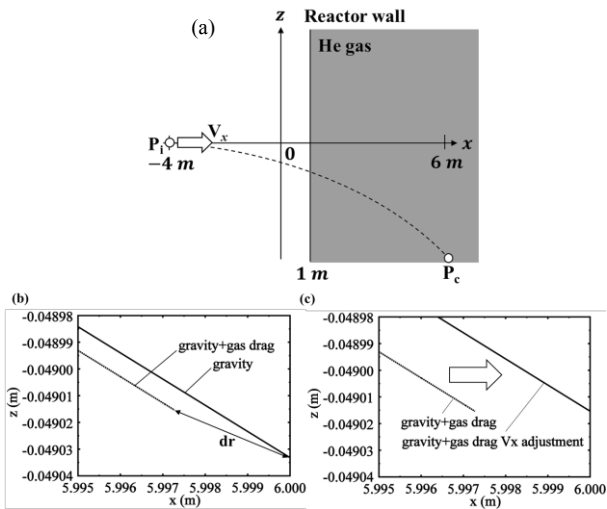 (a)
z
Reactor wall
He gas
Pi
Vx
−4 m
0
6 m
x
1 m
Pc
(b)
-0.04898
-0.04899
-0.04900
-0.04901
-0.04902
-0.04903
-0.04904
z (m)
gravity+gas drag
gravity
dr
5.995 5.996 5.997 5.998 5.999 6.000
x (m)
(c)
-0.04898
-0.04899
-0.04900
-0.04901
-0.04902
-0.04903
-0.04904
z (m)
gravity+gas drag
gravity+gas drag Vx adjustment
5.995 5.996 5.997 5.998 5.999 6.000
x (m)